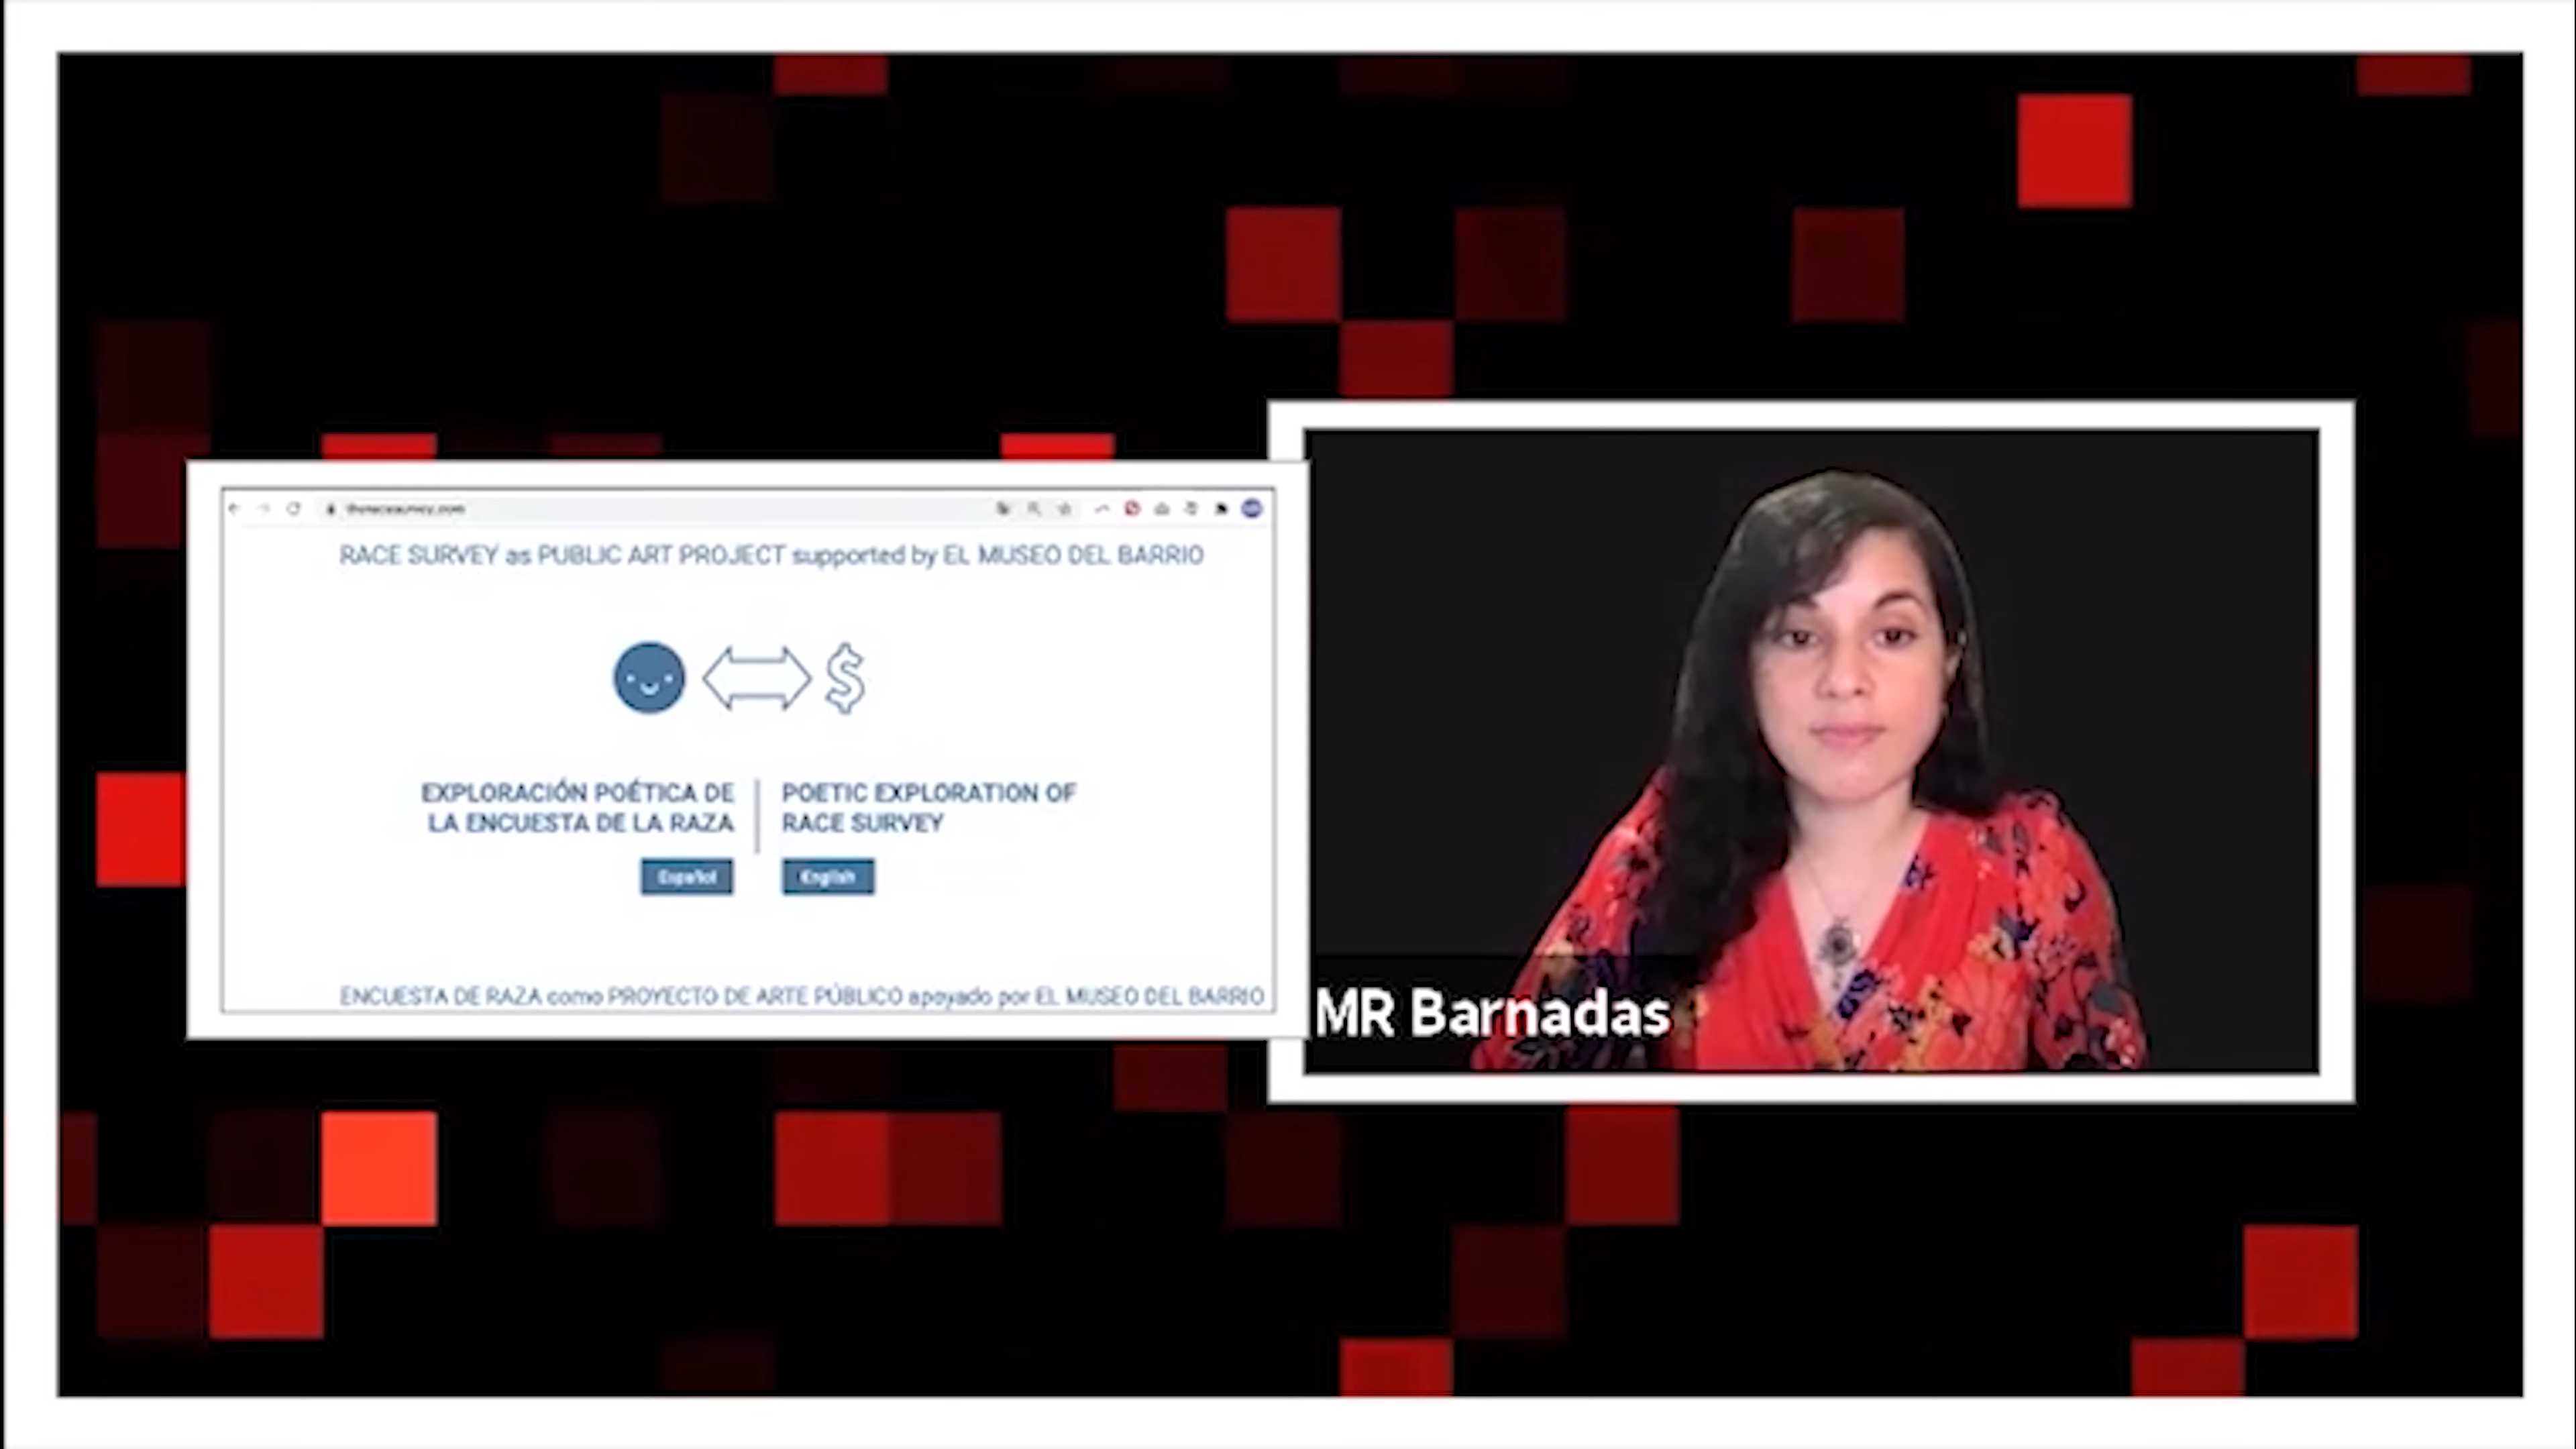 theracesurvey.com
RACE SURVEY as PUBLIC ART PROJECT supported by EL MUSEO DEL BARRIO
$
EXPLORACIÓN POÉTICA DE
LA ENCUESTA DE LA RAZA
Español
POETIC EXPLORATION OF
RACE SURVEY
English
ENCUESTA DE RAZA como PROYECTO DE ARTE PÚBLICO apoyado por EL MUSEO DEL BARRIO
MR Barnadas